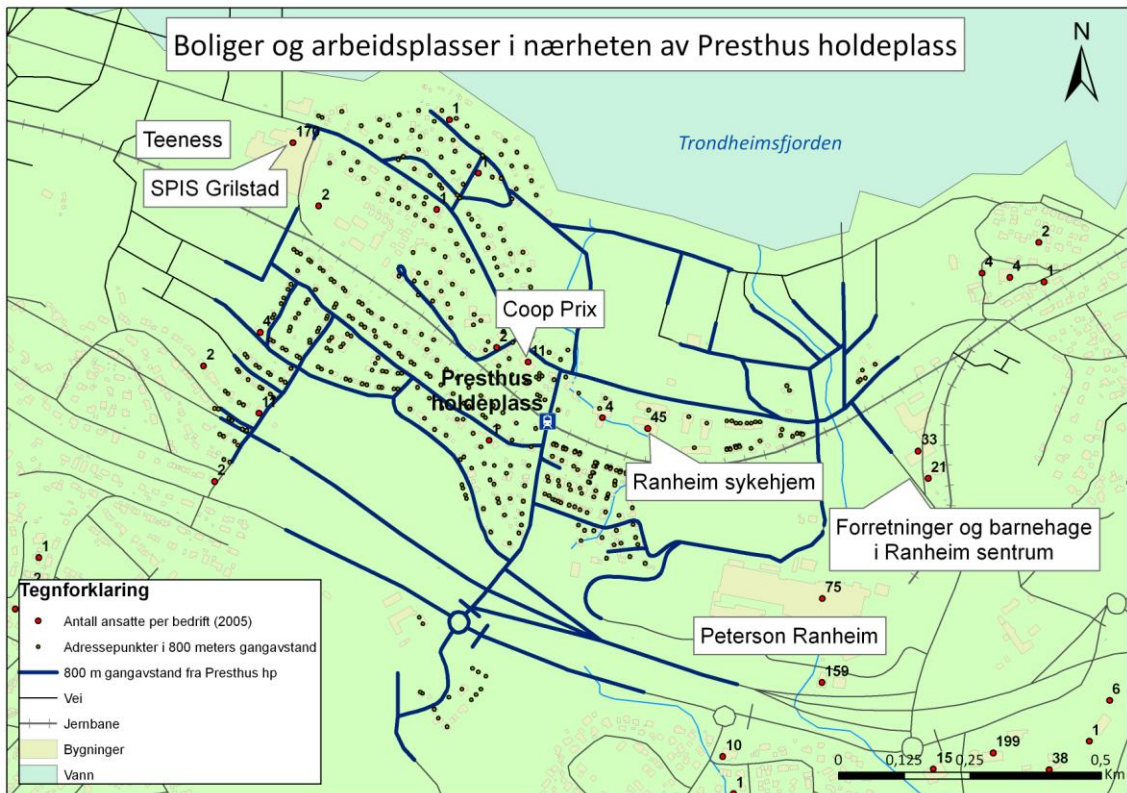 Boliger og arbeidsplasser i nærheten av Presthus holdeplass
N
Trondheimsfjorden
Teeness
SPIS Grilstad
170
2
1
1
1
2
4
4
1
Coop Prix
2
11
4
2
Presthus
holdeplass
17
1
4
45
2
Ranheim sykehjem
33
21
Forretninger og barnehage
i Ranheim sentrum
1
2
75
Peterson Ranheim
159
6
1
10
1
199
15
38
Tegnforklaring
Antall ansatte per bedrift (2005)
Adressepunkter i 800 meters gangavstand
800 m gangavstand fra Presthus hp
Vei
Jernbane
Bygninger
Vann
0 0,125 0,25 0,5
Km